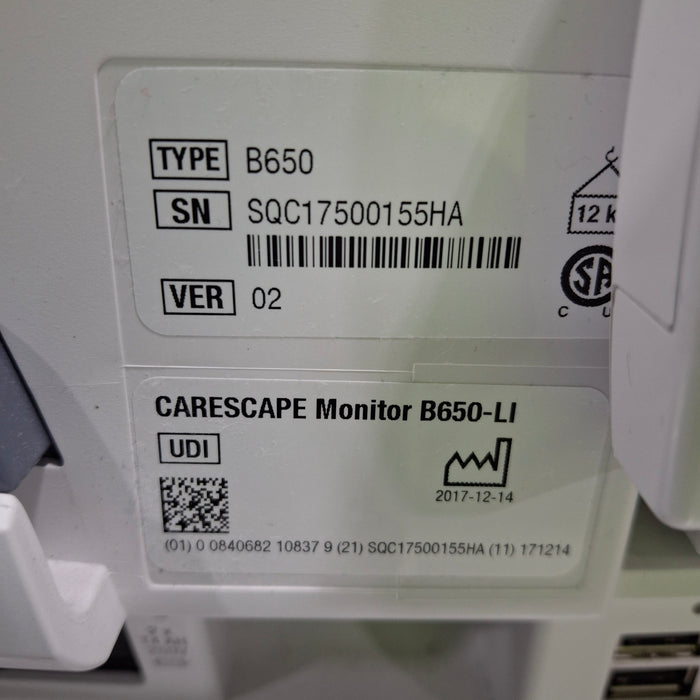 TYPE B650
SN SQC17500155HA
12 k
SA
C U
VER 02
CARESCAPE Monitor B650-LI
UDI
2017-12-14
(01) 0 0840682 10837 9 (21) SQC17500155HA (11) 171214